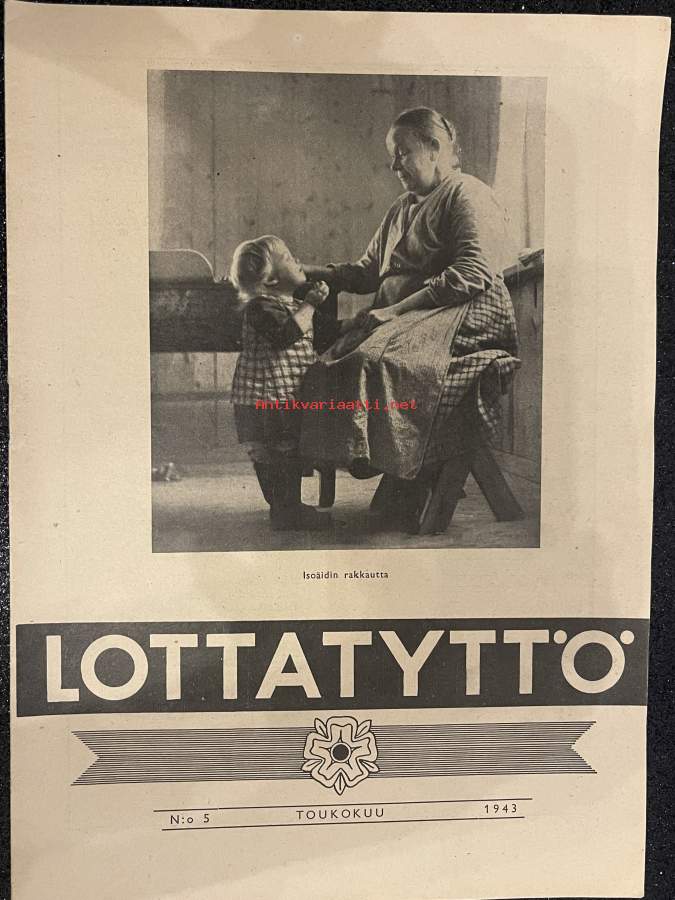 Antikvariaatti.net
Isoäidin rakkautta
LOTTATYTTÖ
N:o 5 TOUKOKUU 1943